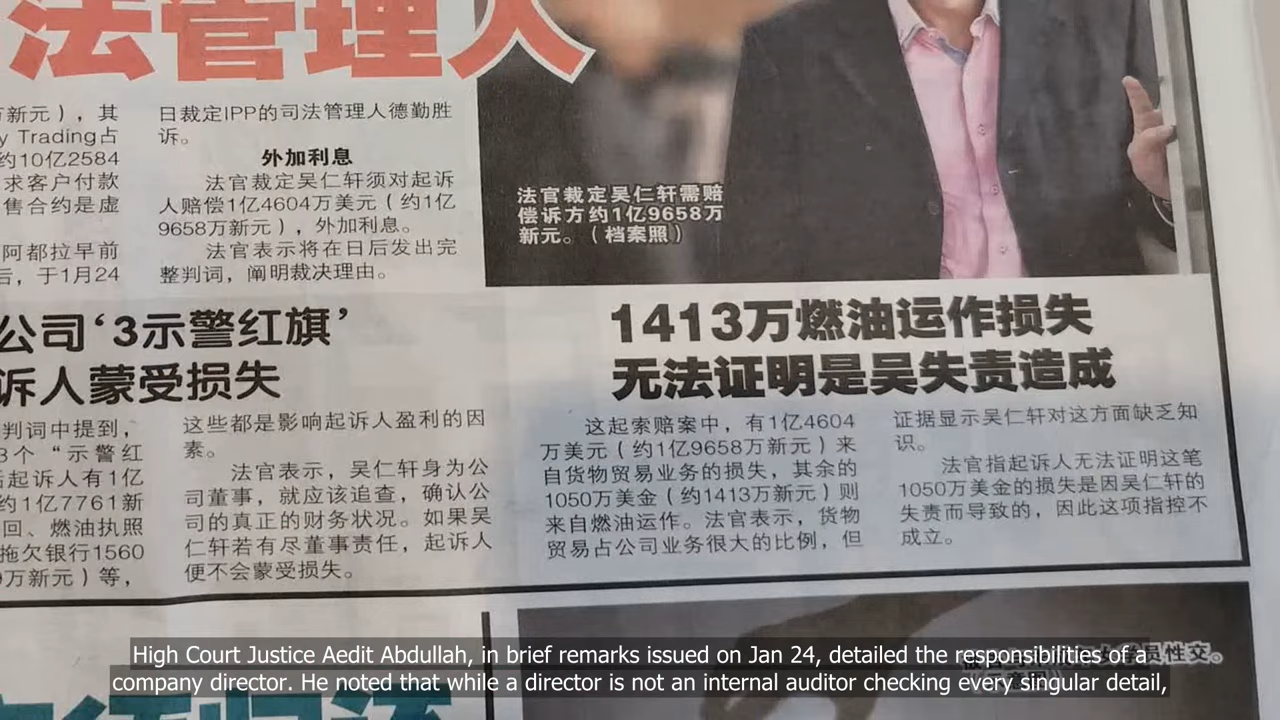 法管理人
万新元），其
y Trading占
约10亿2584
求客户付款
售合约是虚
阿都拉早前
后，于1月24
日裁定IPP的司法管理人德勤胜
诉。
外加利息
法官裁定吴仁轩须对起诉
人赔偿1亿4604万美元（约1亿
9658万新元），外加利息。
法官表示将在日后发出完
整判词，阐明裁决理由。
法官裁定吴仁轩需赔
偿诉方约1亿9658万
新元。（档案照）
公司‘3示警红旗’
诉人蒙受损失
判词中提到，
3个“示警红
后起诉人有1亿
约1亿7761新
回、燃油执照
拖欠银行1560
9万新元）等，
这些都是影响起诉人盈利的因
素。
法官表示，吴仁轩身为公
司董事，就应该追查，确认公
司的真正的财务状况。如果吴
仁轩若有尽董事责任，起诉人
便不会蒙受损失。
1413万燃油运作损失
无法证明是吴失责造成
这起索赔案中，有1亿4604
万美元（约1亿9658万新元）来
自货物贸易业务的损失，其余的
1050万美金（约1413万新元）则
来自燃油运作。法官表示，货物
贸易占公司业务很大的比例，但
证据显示吴仁轩对这方面缺乏知
识。
法官指起诉人无法证明这笔
1050万美金的损失是因吴仁轩的
失责而导致的，因此这项指控不
成立。
员性交。
High Court Justice Aedit Abdullah, in brief remarks issued on Jan 24, detailed the responsibilities of a
company director. He noted that while a director is not an internal auditor checking every singular detail,